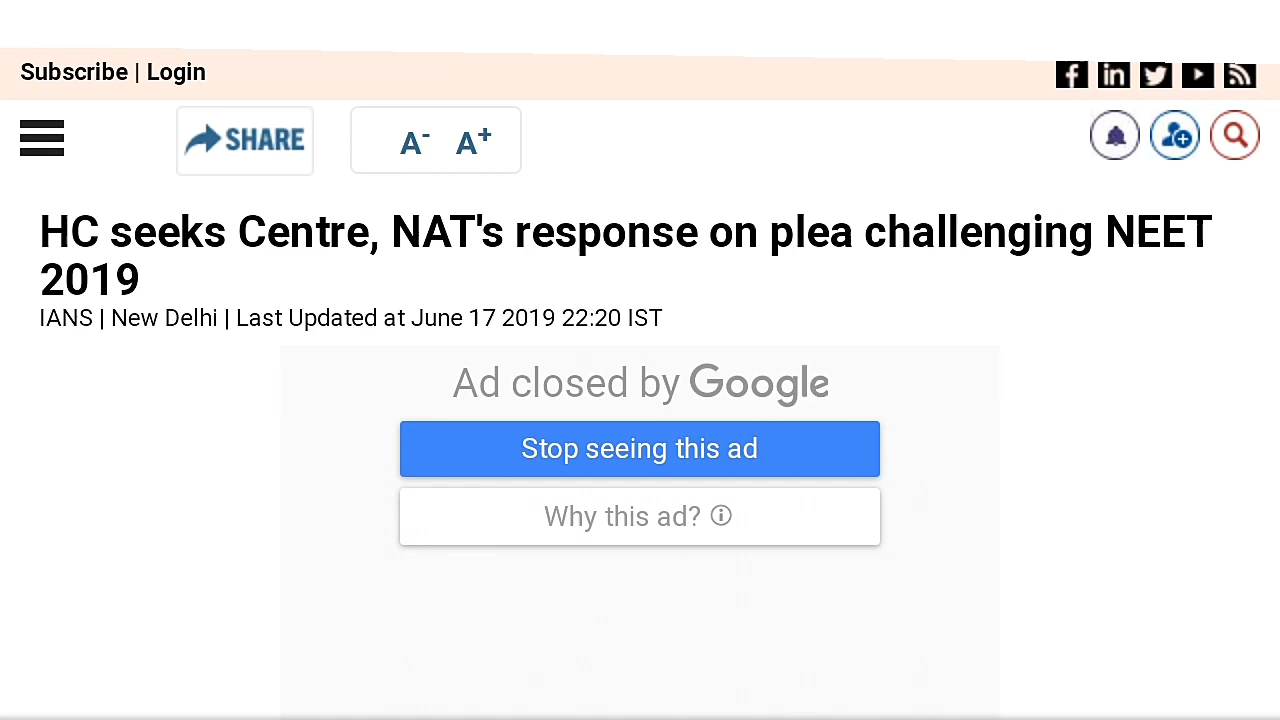 Subscribe | Login
SHARE
A- A+
HC seeks Centre, NAT's response on plea challenging NEET
2019
IANS | New Delhi | Last Updated at June 17 2019 22:20 IST
Ad closed by Google
Stop seeing this ad
Why this ad?